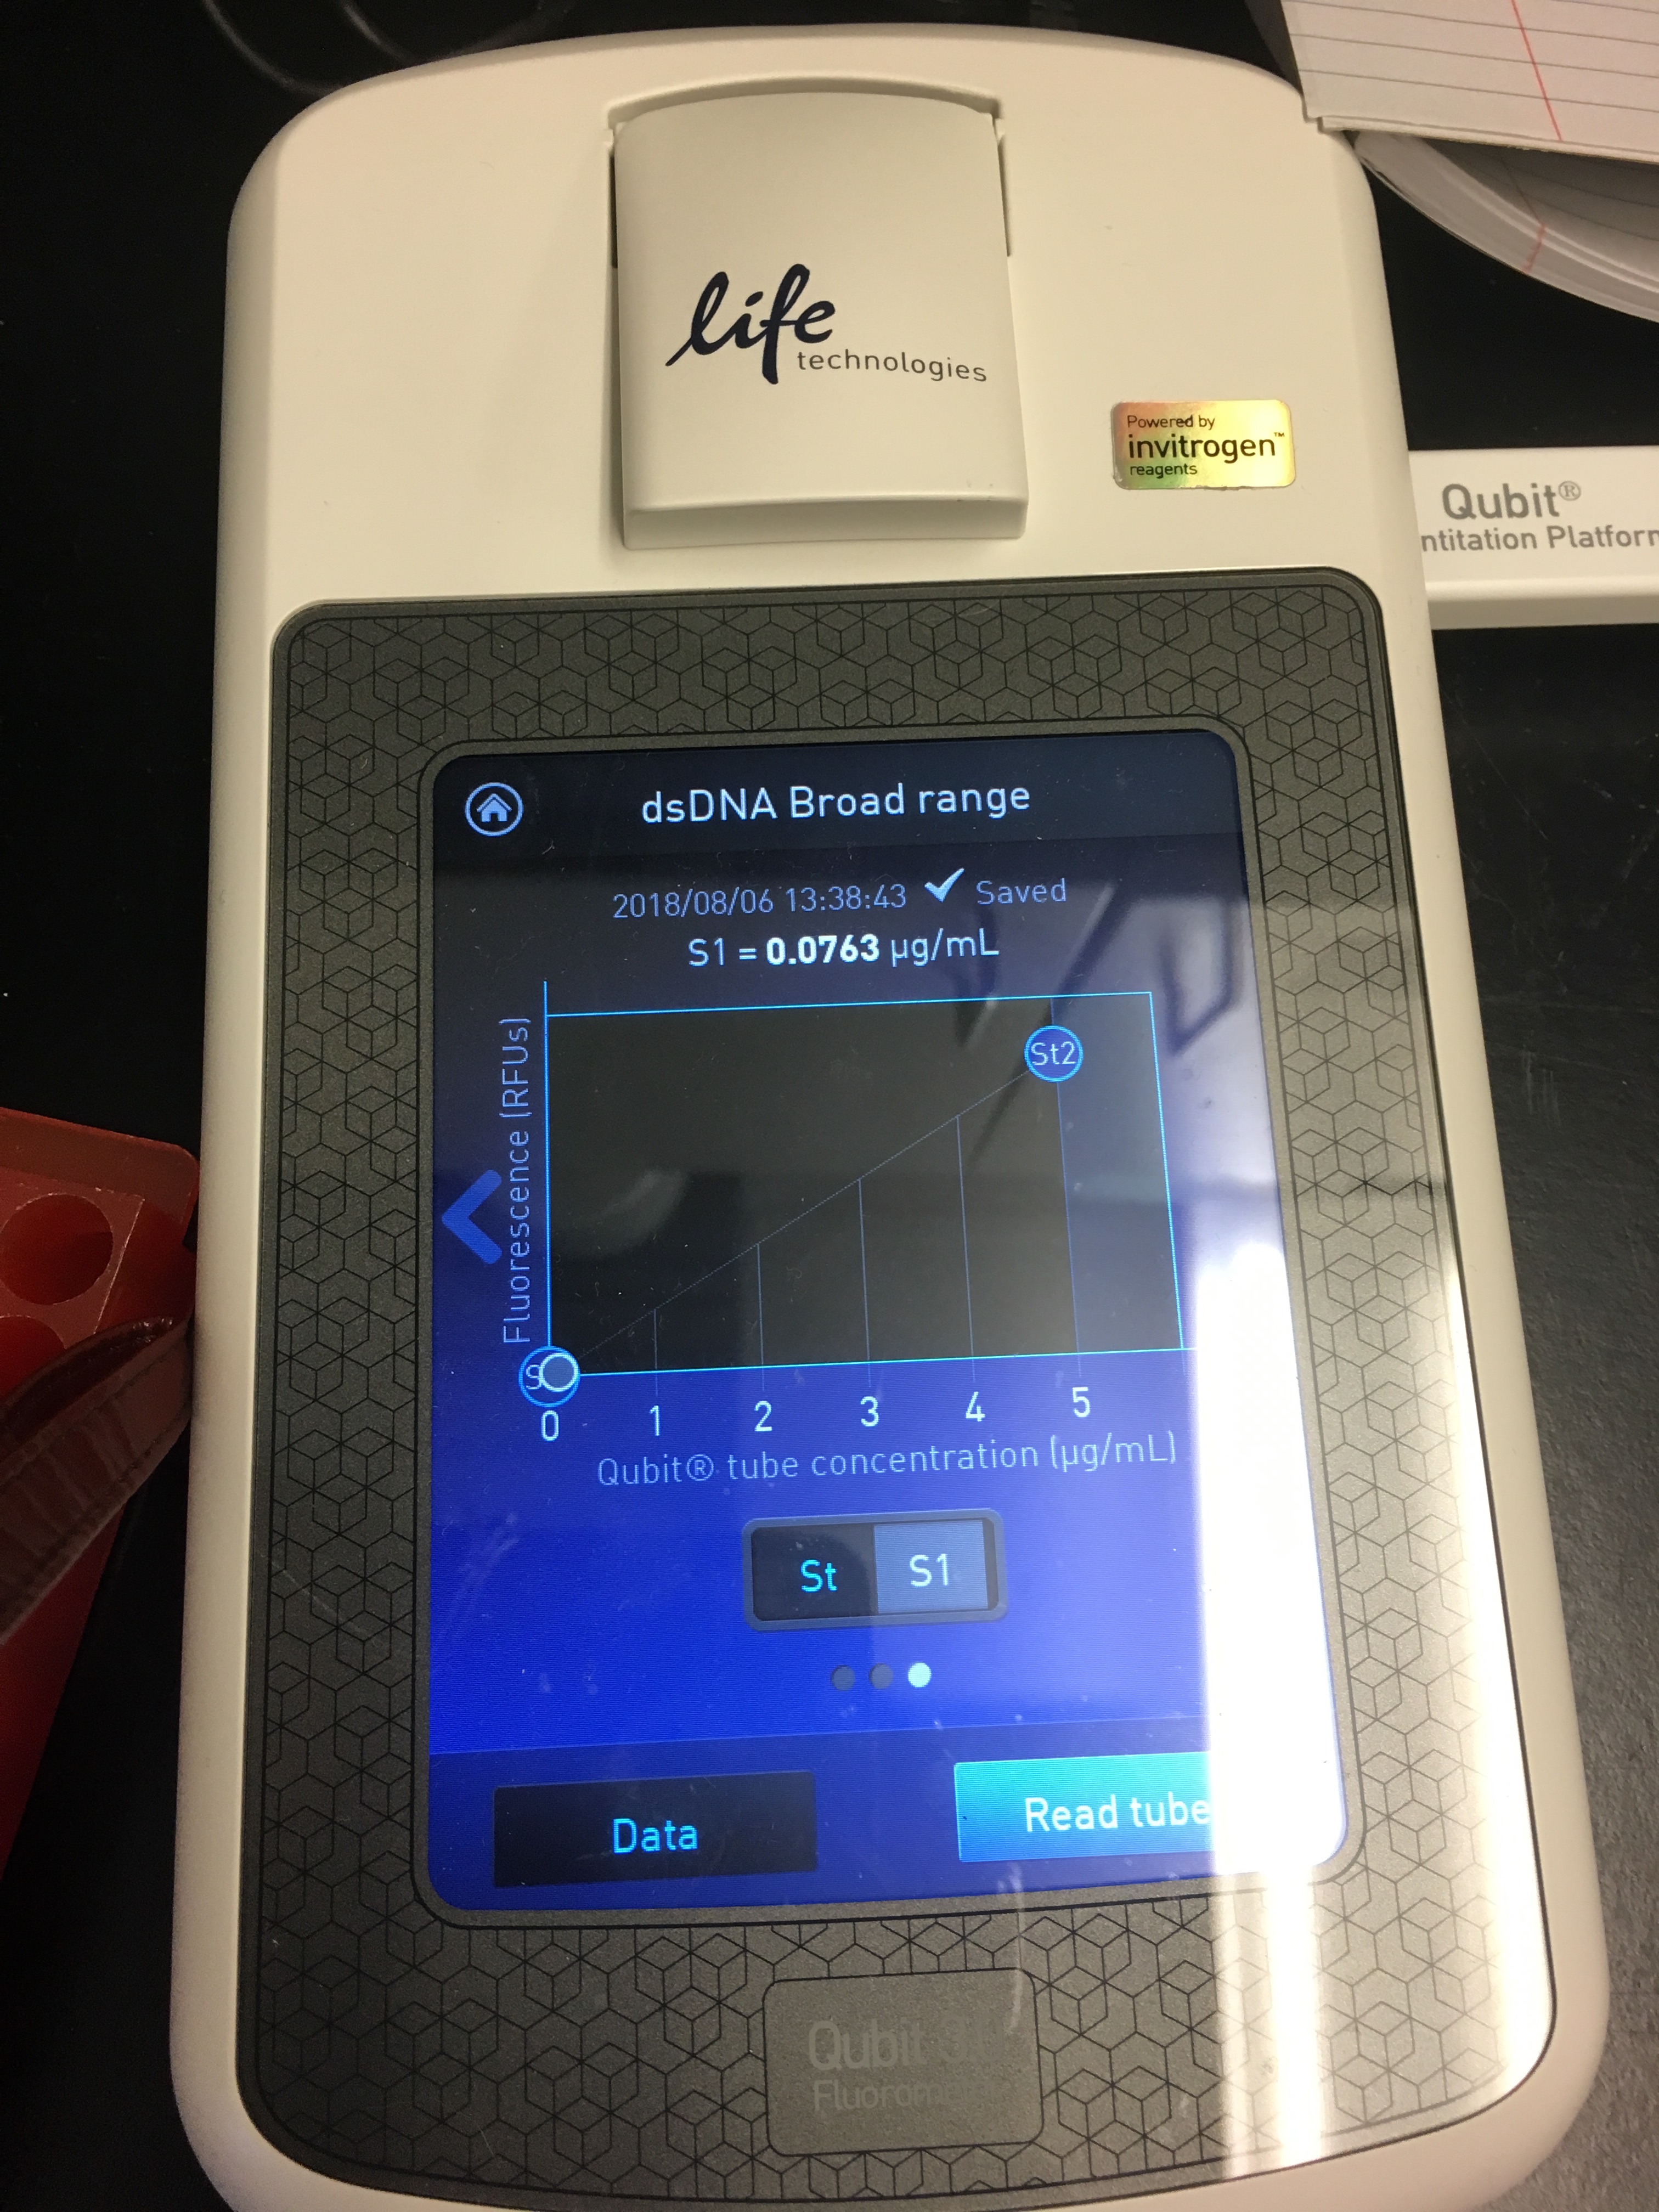 life
technologies
Powered by
invitrogen™
reagents
Qubit®
ntitation Platform
dsDNA Broad range
2018/08/06 13:38:43 ✓ Saved
S1 = 0.0763 µg/mL
Fluorescence (RFUs)
St2
S
0 1 2 3 4 5
Qubit® tube concentration (µg/mL)
St S1
Data Read tube
Qubit